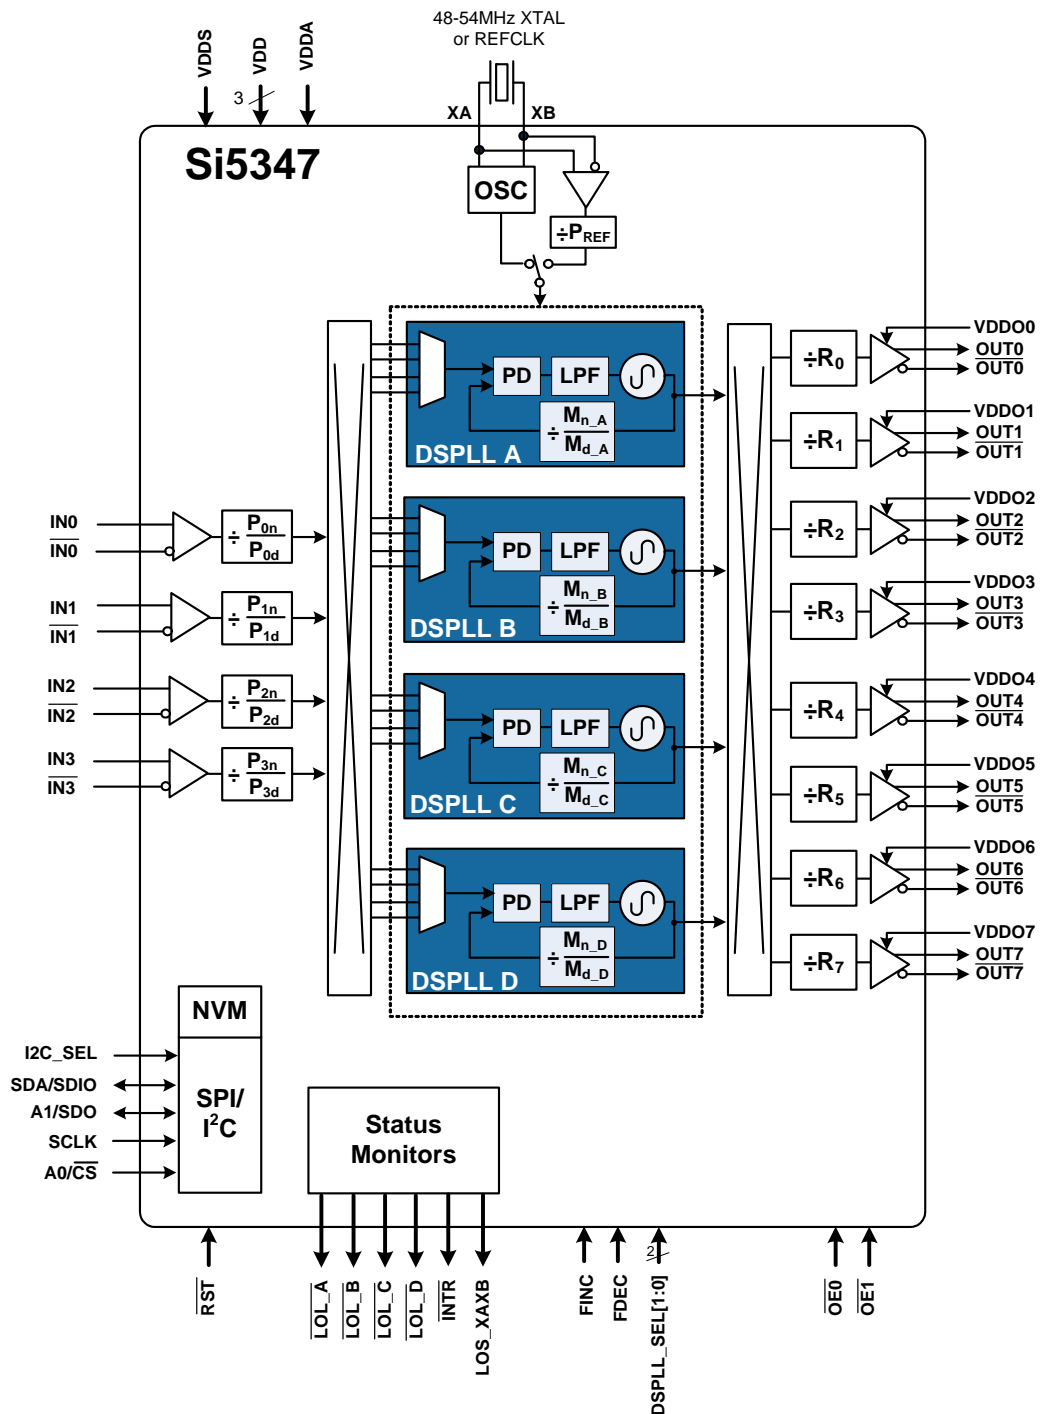 48-54MHz XTAL
or REFCLK
VDDS
VDD
VDDA
3
XA
XB
Si5347
OSC
÷PREF
VDDO0
OUT0
OUT0
÷R0
PD
LPF
÷ Mn_A
Md_A
DSPLL A
VDDO1
OUT1
OUT1
÷R1
IN0
IN0
÷ P0n
P0d
PD
LPF
÷ Mn_B
Md_B
DSPLL B
VDDO2
OUT2
OUT2
÷R2
IN1
IN1
÷ P1n
P1d
VDDO3
OUT3
OUT3
÷R3
IN2
IN2
÷ P2n
P2d
PD
LPF
÷ Mn_C
Md_C
DSPLL C
VDDO4
OUT4
OUT4
÷R4
IN3
IN3
÷ P3n
P3d
VDDO5
OUT5
OUT5
÷R5
PD
LPF
÷ Mn_D
Md_D
DSPLL D
VDDO6
OUT6
OUT6
÷R6
VDDO7
OUT7
OUT7
÷R7
NVM
SPI/
I²C
I2C_SEL
SDA/SDIO
A1/SDO
SCLK
A0/CS
Status
Monitors
RST
LOL_A
LOL_B
LOL_C
LOL_D
INTR
LOS_XAXB
FINC
FDEC
2
DSPLL_SEL[1:0]
OE0
OE1